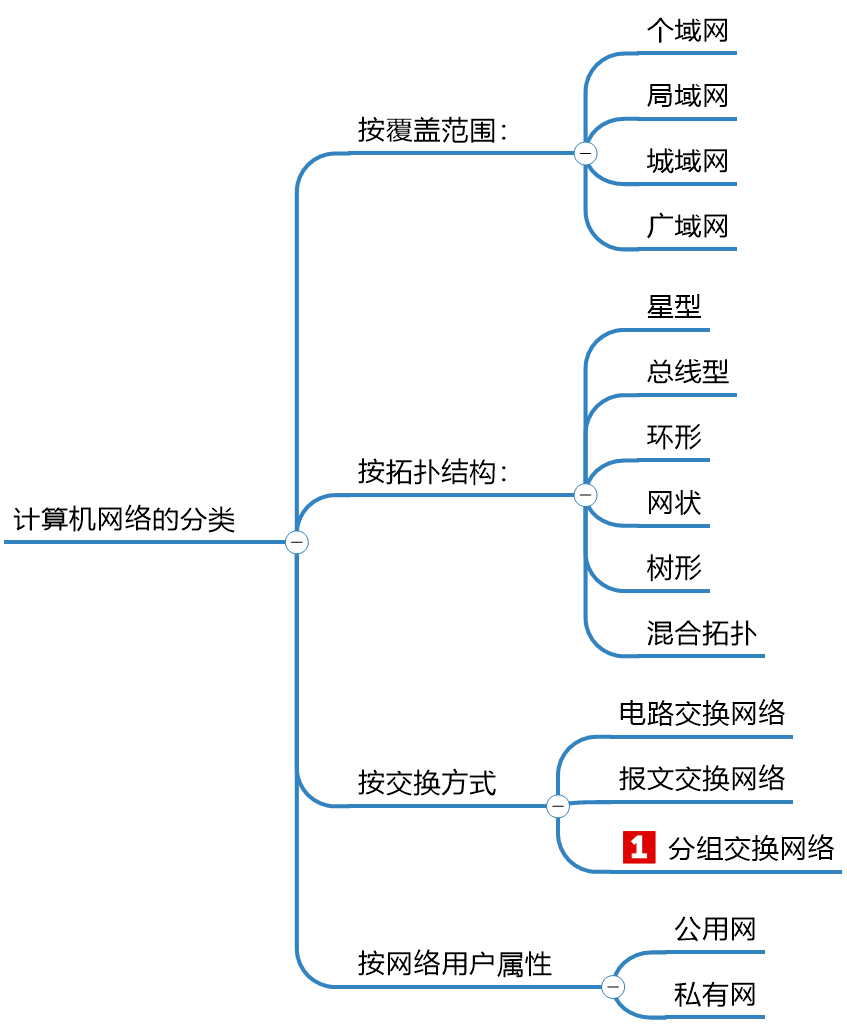 计算机网络的分类
按覆盖范围：
个域网
局域网
城域网
广域网
按拓扑结构：
星型
总线型
环形
网状
树形
混合拓扑
按交换方式
电路交换网络
报文交换网络
1 分组交换网络
按网络用户属性
公用网
私有网